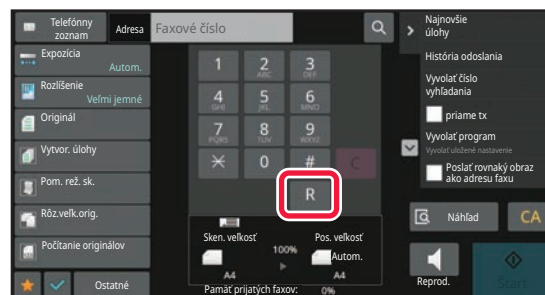 Telefónny
zoznam
Adresa
Faxové číslo
Najnovšie
úlohy
Expozícia
Autom.
Rozlíšenie
Veľmi jemné
Originál
Vytvor. úlohy
Pom. rež. sk.
Rôz.veľk.orig.
Počítanie originálov
Ostatné
1
2
ABC
3
DEF
4
GHI
5
JKL
6
MNO
7
PQRS
8
TUV
9
WXYZ
0
#
C
R
Sken. veľkosť
100%
Pos. veľkosť
Autom.
A4
A4
Pamäť prijatých faxov: 0%
História odoslania
Vyvolať číslo
vyhľadania
priame tx
Vyvolať program
Vyvolať uložené nastavenie
Poslať rovnaký obraz
ako adresu faxu
Náhľad
CA
Reprod.
Start